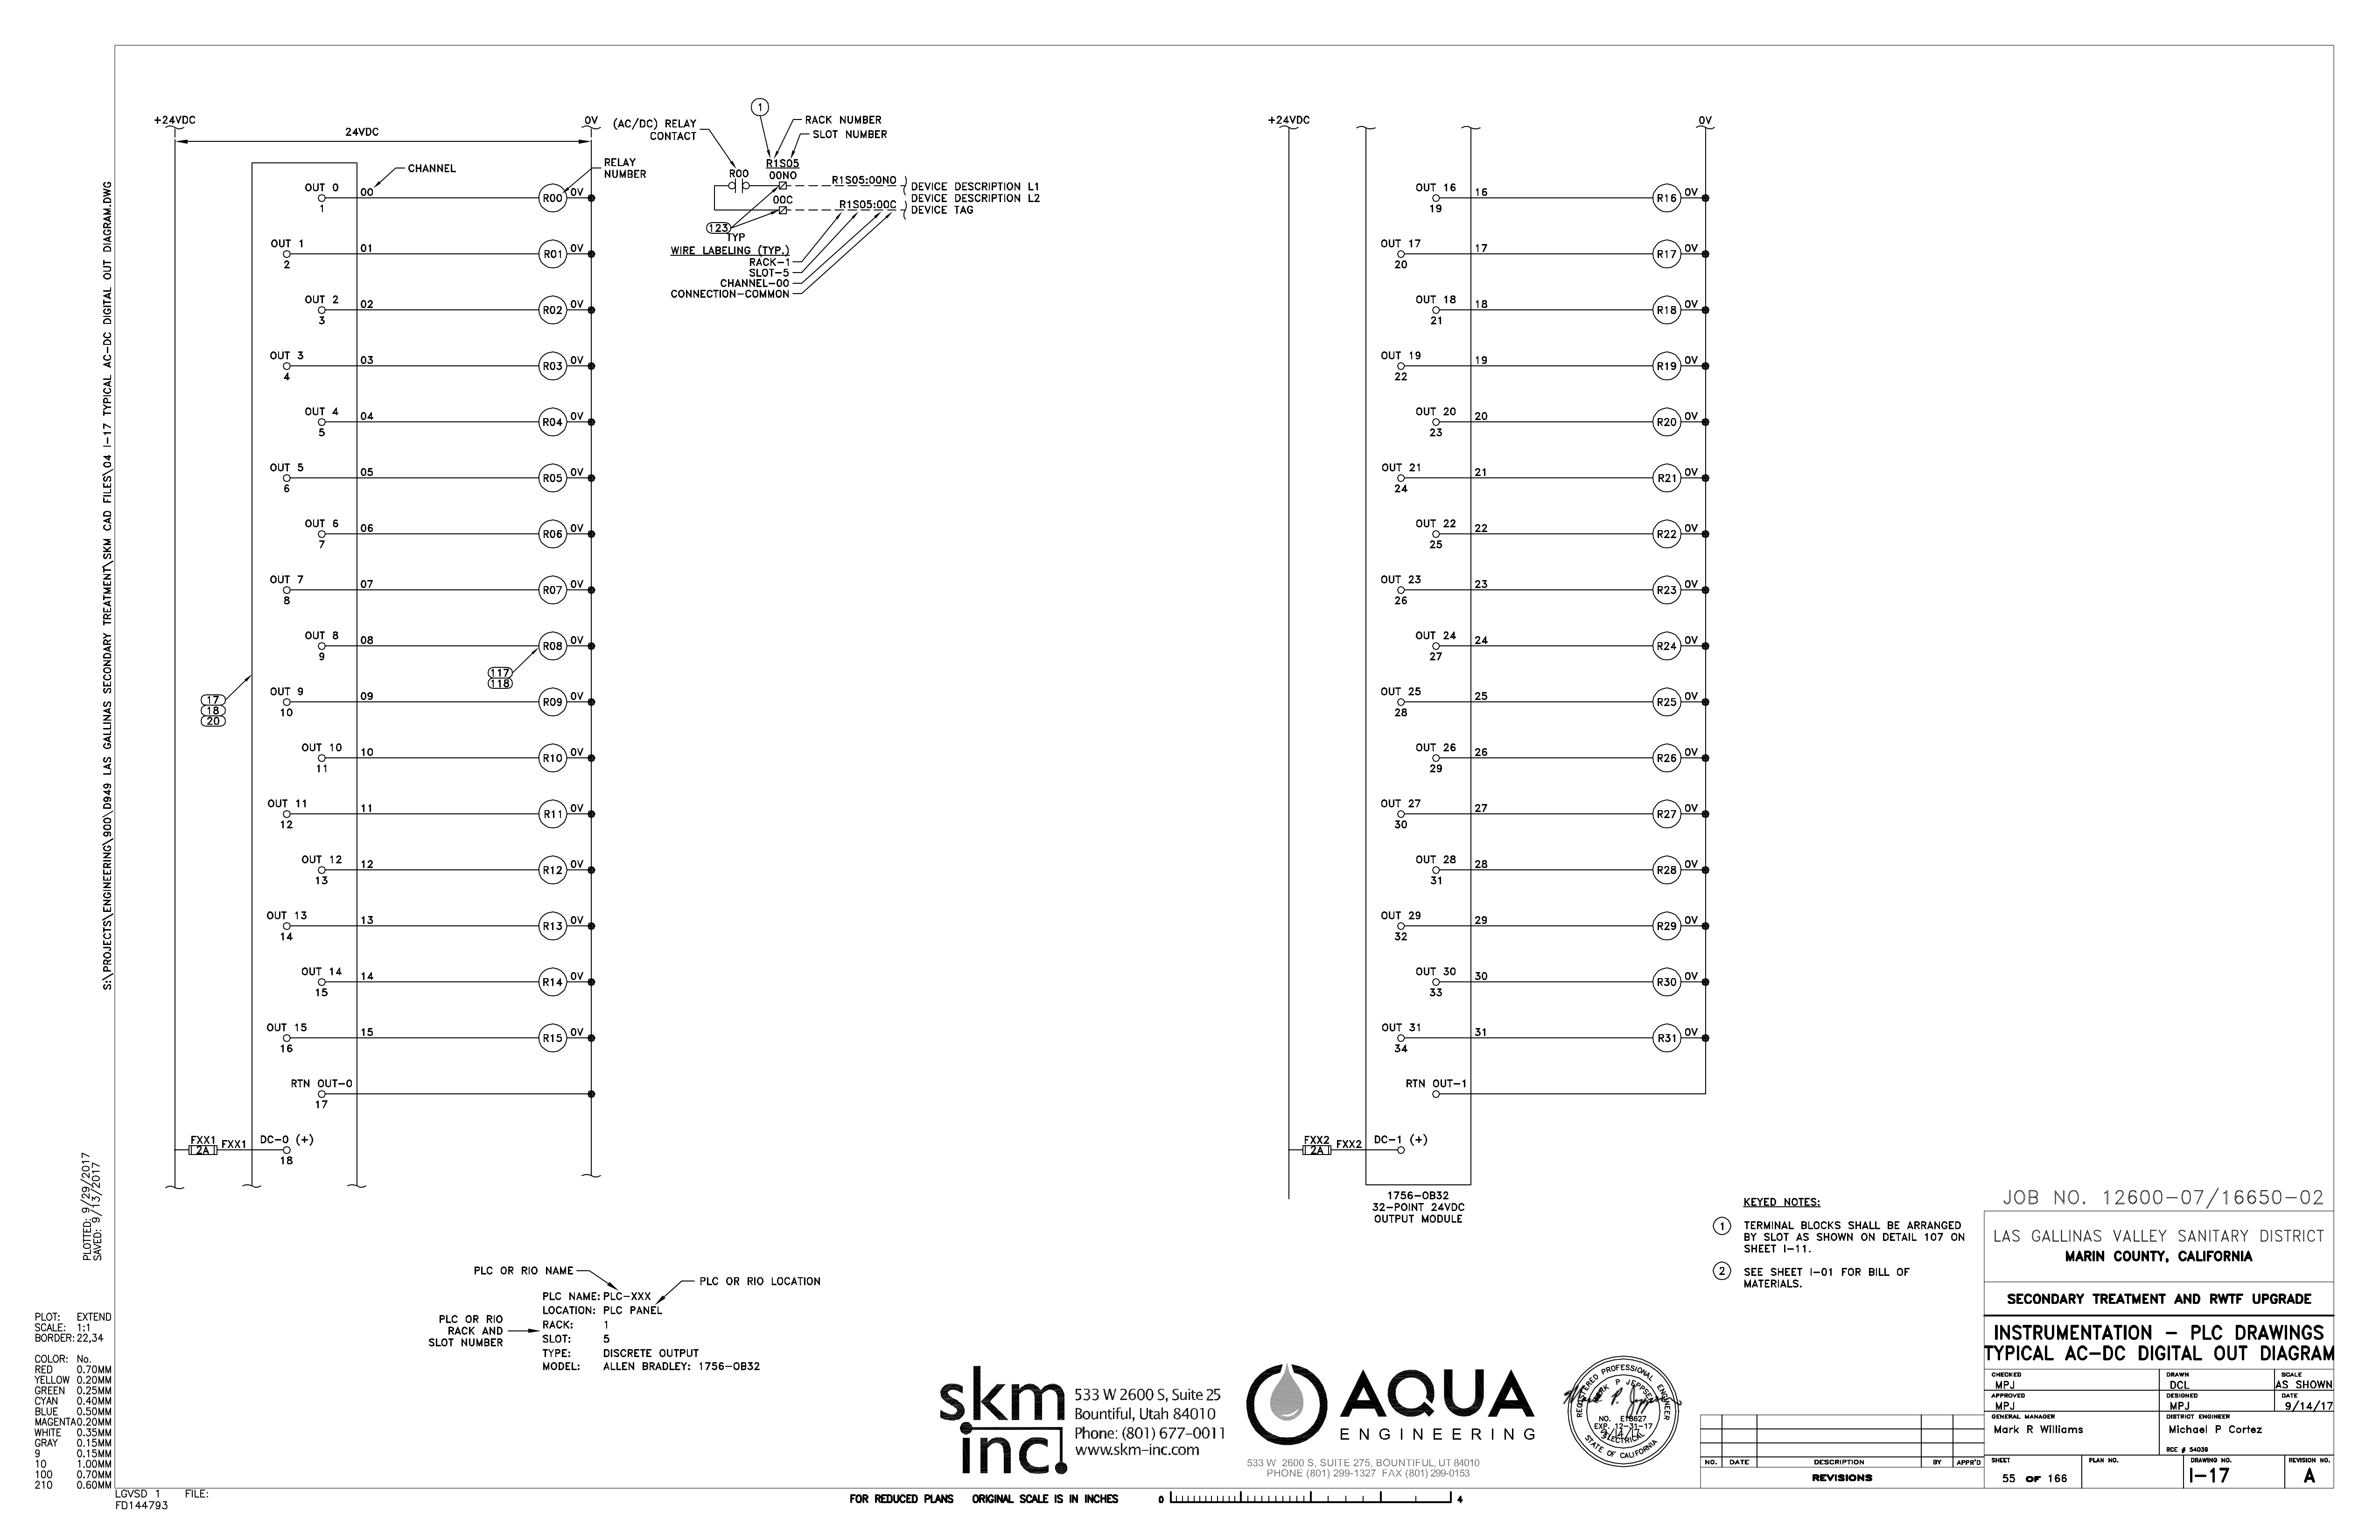 +24VDC
24VDC
0V
CHANNEL
RELAY
NUMBER
OUT 0
1
00
R00
0V
OUT 1
2
01
R01
0V
OUT 2
3
02
R02
0V
OUT 3
4
03
R03
0V
OUT 4
5
04
R04
0V
OUT 5
6
05
R05
0V
OUT 6
7
06
R06
0V
OUT 7
8
07
R07
0V
OUT 8
9
08
R08
0V
117
118
17
18
20
OUT 9
10
09
R09
0V
OUT 10
11
10
R10
0V
OUT 11
12
11
R11
0V
OUT 12
13
12
R12
0V
OUT 13
14
13
R13
0V
OUT 14
15
14
R14
0V
OUT 15
16
15
R15
0V
RTN OUT-0
17
FXX1
2A
FXX1
DC-0 (+)
18
(AC/DC) RELAY
CONTACT
1
RACK NUMBER
SLOT NUMBER
R1S05
R00
00NO
00C
R1S05:00NO
R1S05:00C
DEVICE DESCRIPTION L1
DEVICE DESCRIPTION L2
DEVICE TAG
123
TYP
WIRE LABELING (TYP.)
RACK-1
SLOT-5
CHANNEL-00
CONNECTION-COMMON
+24VDC
0V
OUT 16
19
16
R16
0V
OUT 17
20
17
R17
0V
OUT 18
21
18
R18
0V
OUT 19
22
19
R19
0V
OUT 20
23
20
R20
0V
OUT 21
24
21
R21
0V
OUT 22
25
22
R22
0V
OUT 23
26
23
R23
0V
OUT 24
27
24
R24
0V
OUT 25
28
25
R25
0V
OUT 26
29
26
R26
0V
OUT 27
30
27
R27
0V
OUT 28
31
28
R28
0V
OUT 29
32
29
R29
0V
OUT 30
33
30
R30
0V
OUT 31
34
31
R31
0V
RTN OUT-1
FXX2
2A
FXX2
DC-1 (+)
1756-OB32
32-POINT 24VDC
OUTPUT MODULE
PLC OR RIO NAME
PLC OR RIO LOCATION
PLC OR RIO
RACK AND
SLOT NUMBER
PLC NAME: PLC-XXX
LOCATION: PLC PANEL
RACK: 1
SLOT: 5
TYPE: DISCRETE OUTPUT
MODEL: ALLEN BRADLEY: 1756-OB32
KEYED NOTES:
1 TERMINAL BLOCKS SHALL BE ARRANGED
BY SLOT AS SHOWN ON DETAIL 107 ON
SHEET I-11.
2 SEE SHEET I-01 FOR BILL OF
MATERIALS.
S:\PROJECTS\ENGINEERING\900\D949 LAS GALLINAS SECONDARY TREATMENT\SKM CAD FILES\04 I-17 TYPICAL AC-DC DIGITAL OUT DIAGRAM.DWG
PLOTTED: 9/29/2017
SAVED: 9/13/2017
PLOT: EXTEND
SCALE: 1:1
BORDER: 22,34
COLOR: No.
RED 0.70MM
YELLOW 0.20MM
GREEN 0.25MM
CYAN 0.40MM
BLUE 0.50MM
MAGENTA0.20MM
WHITE 0.35MM
GRAY 0.15MM
9 0.15MM
10 1.00MM
100 0.70MM
210 0.60MM
LGVSD 1 FILE:
FD144793
skm
inc.
533 W 2600 S, Suite 25
Bountiful, Utah 84010
Phone: (801) 677-0011
www.skm-inc.com
AQUA
ENGINEERING
533 W 2600 S, SUITE 275, BOUNTIFUL, UT 84010
PHONE (801) 299-1327 FAX (801) 299-0153
REGISTERED PROFESSIONAL ENGINEER
MARK P JEPPSEN
NO. E18627
EXP. 12-31-17
9/14/17
ELECTRICAL
STATE OF CALIFORNIA
FOR REDUCED PLANS ORIGINAL SCALE IS IN INCHES 0 4
NO. DATE DESCRIPTION BY APPR'D
REVISIONS
JOB NO. 12600-07/16650-02
LAS GALLINAS VALLEY SANITARY DISTRICT
MARIN COUNTY, CALIFORNIA
SECONDARY TREATMENT AND RWTF UPGRADE
INSTRUMENTATION - PLC DRAWINGS
TYPICAL AC-DC DIGITAL OUT DIAGRAM
CHECKED
MPJ
DRAWN
DCL
SCALE
AS SHOWN
APPROVED
MPJ
DESIGNED
MPJ
DATE
9/14/17
GENERAL MANAGER
Mark R Williams
DISTRICT ENGINEER
Michael P Cortez
RCE # 54038
SHEET
55 OF 166
PLAN NO.
DRAWING NO.
I-17
REVISION NO.
A